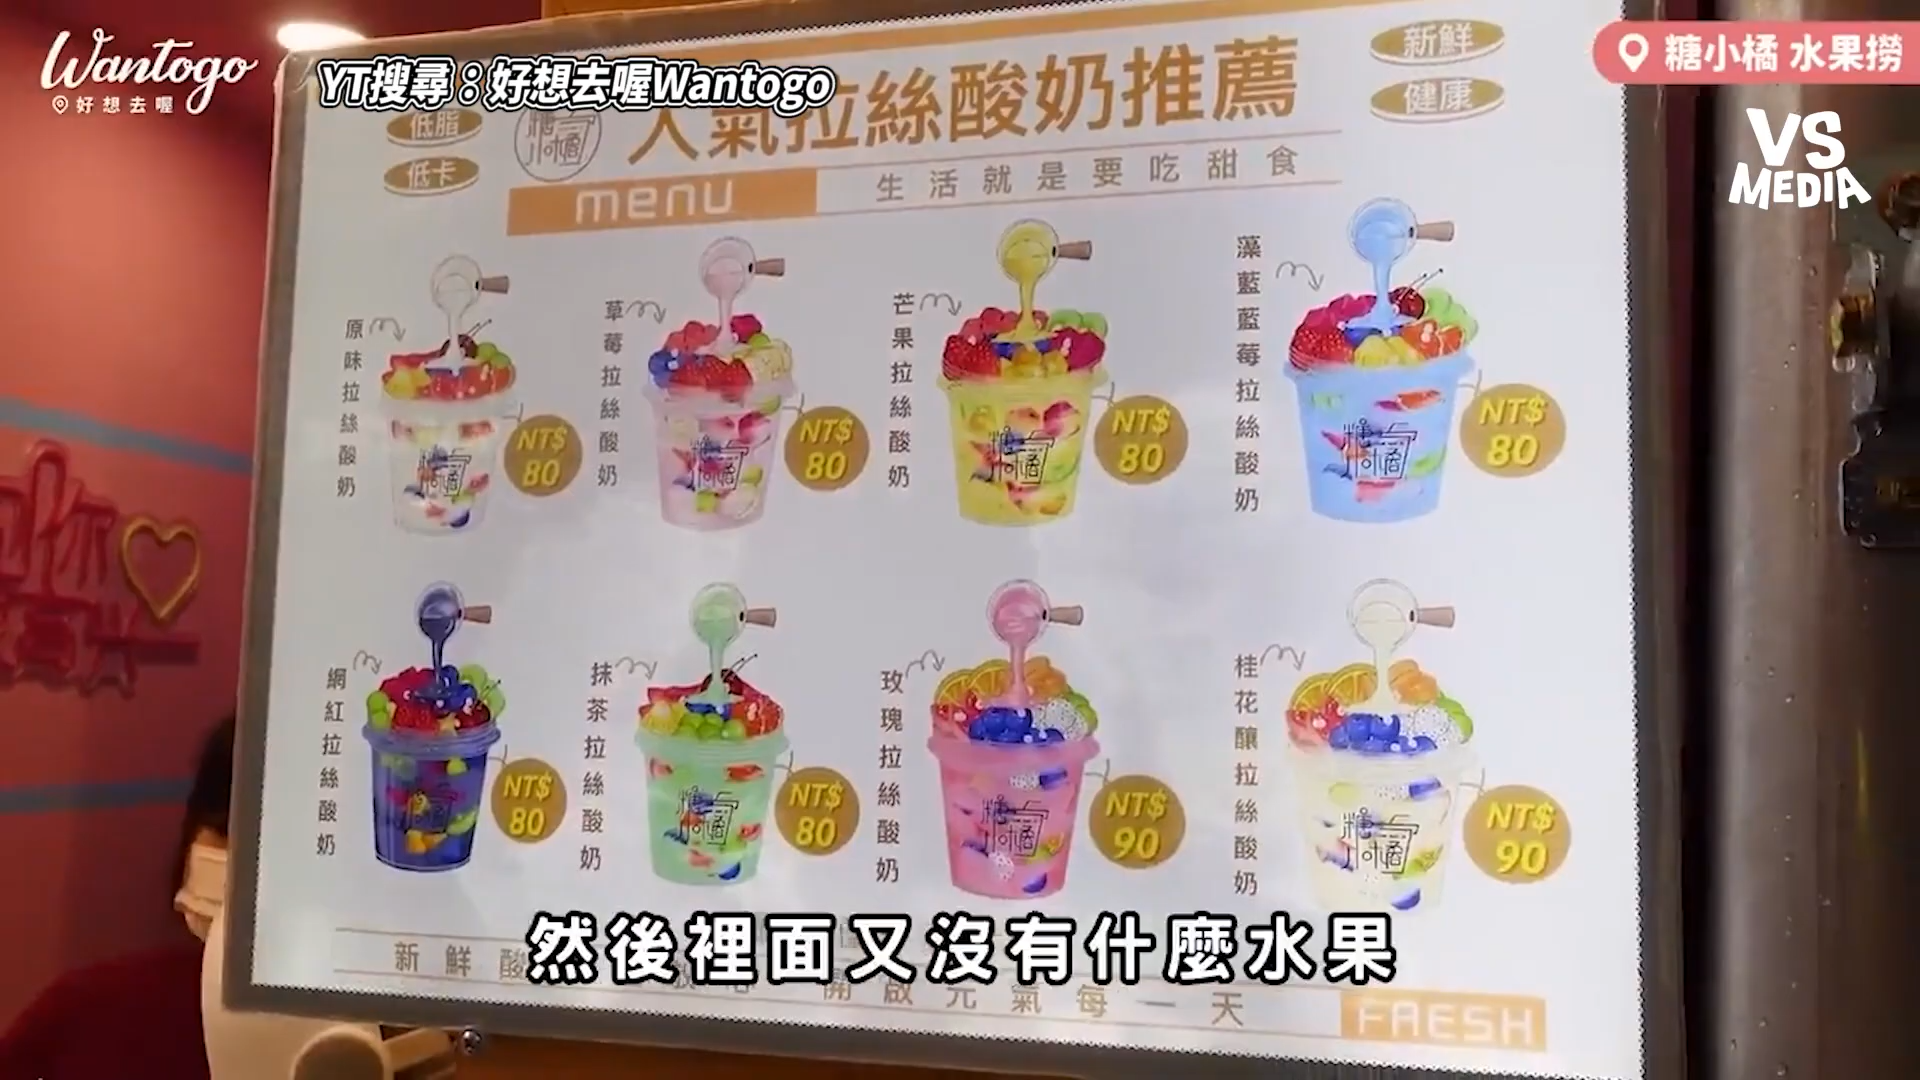 Wantogo
好想去喔
YT搜尋：好想去喔Wantogo
糖小橘 水果撈
VS
MEDIA
新鮮
健康
低脂
低卡
糖小橘
人氣拉絲酸奶推薦
menu
生活就是要吃甜食
原味拉絲酸奶
NT$
80
草莓拉絲酸奶
NT$
80
芒果拉絲酸奶
NT$
80
藻藍藍莓拉絲酸奶
NT$
80
網紅拉絲酸奶
NT$
80
抹茶拉絲酸奶
NT$
80
玫瑰拉絲酸奶
NT$
90
桂花釀拉絲酸奶
NT$
90
然後裡面又沒有什麼水果
新鮮酸
開啟元氣每一天
FAESH